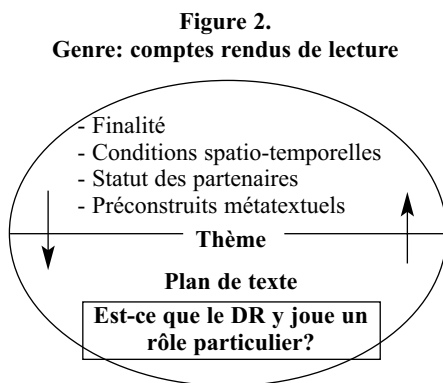 Figure 2.
Genre: comptes rendus de lecture
- Finalité
- Conditions spatio-temporelles
- Statut des partenaires
- Préconstruits métatextuels
Thème
Plan de texte
Est-ce que le DR y joue un
rôle particulier?